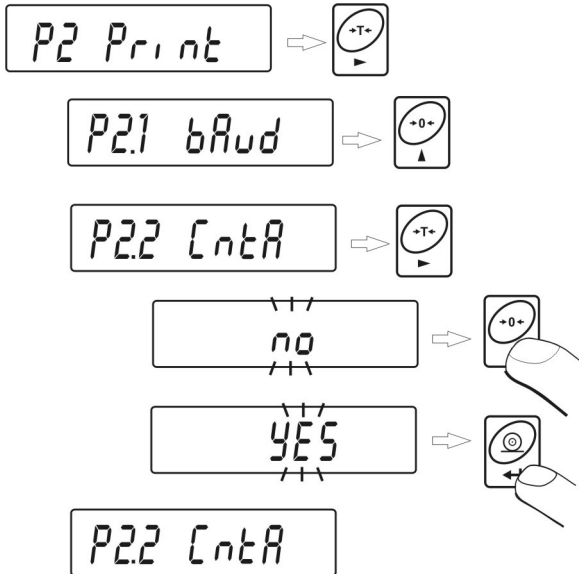 P2 Print
→T←
P2.1 bAud
→0←
P2.2 CntA
→T←
no
→0←
YES
P2.2 CntA